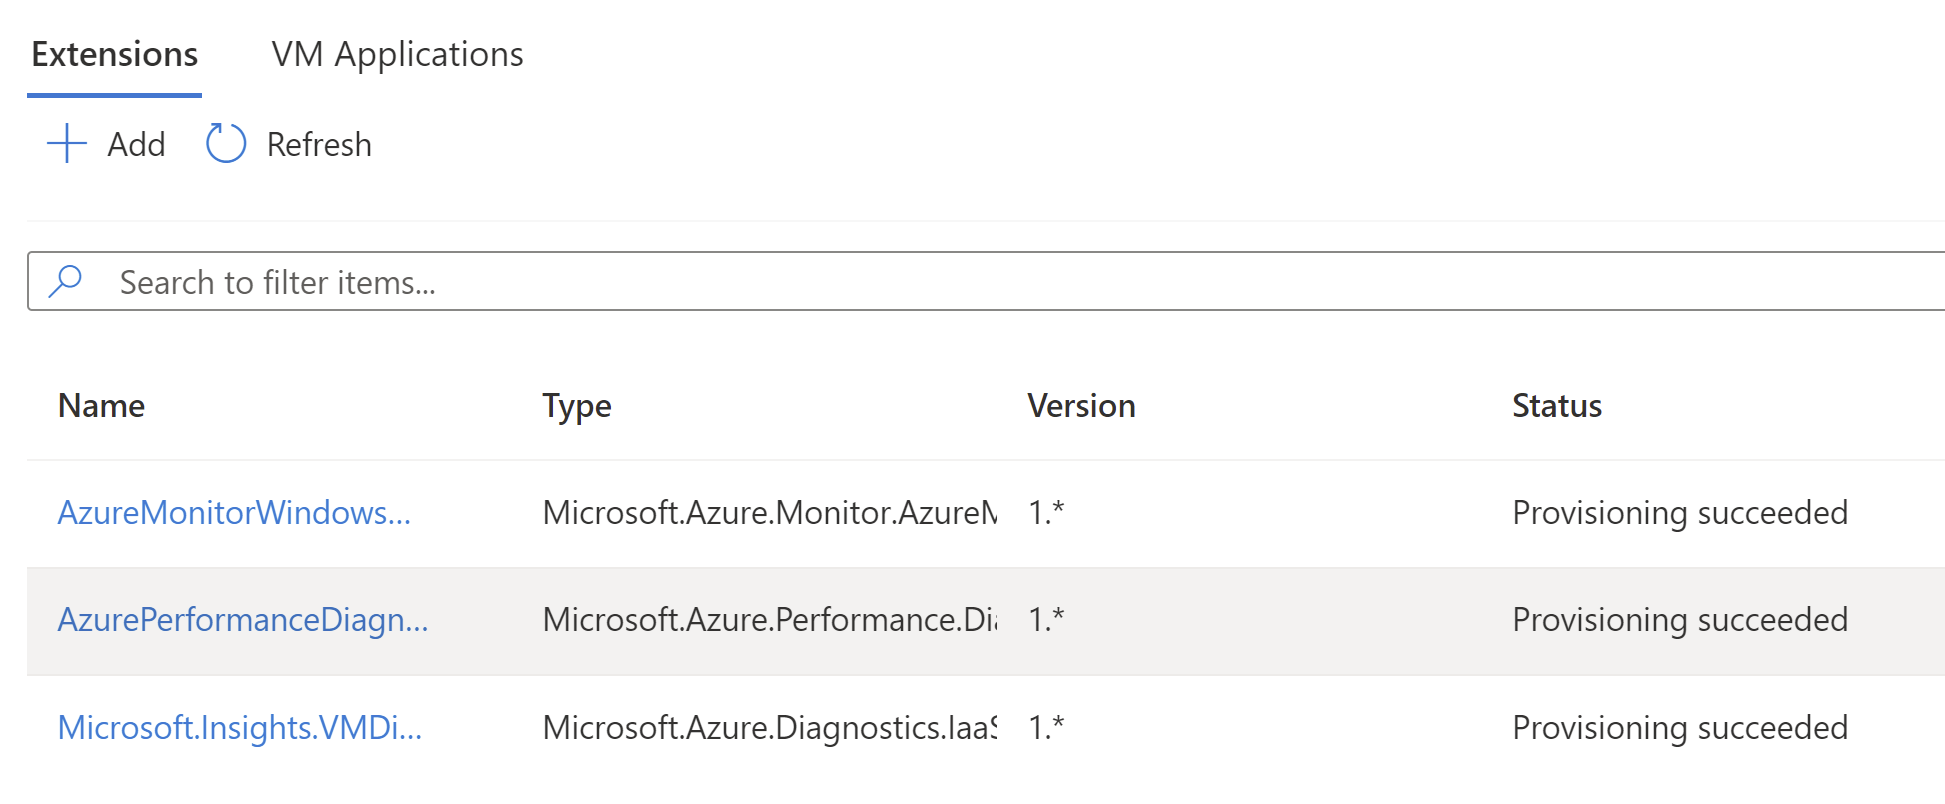 Extensions VM Applications
Add Refresh
Search to filter items...
Name Type Version Status
AzureMonitorWindows... Microsoft.Azure.Monitor.AzureM 1.* Provisioning succeeded
AzurePerformanceDiagn... Microsoft.Azure.Performance.Dia 1.* Provisioning succeeded
Microsoft.Insights.VMDi... Microsoft.Azure.Diagnostics.IaaS 1.* Provisioning succeeded